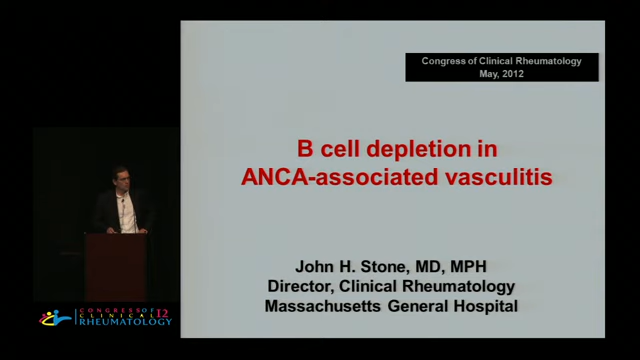 Congress of Clinical Rheumatology
May, 2012
B cell depletion in
ANCA-associated vasculitis
John H. Stone, MD, MPH
Director, Clinical Rheumatology
Massachusetts General Hospital
CONGRESS OF
CLINICAL 12
RHEUMATOLOGY